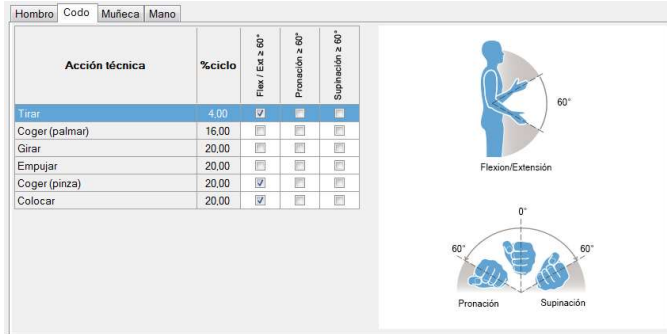 Hombro Codo Muñeca Mano
Acción técnica %ciclo Flex / Ext ≥ 60° Pronación ≥ 60° Supinación ≥ 60°
Tirar 4,00
Coger (palmar) 16,00
Girar 20,00
Empujar 20,00
Coger (pinza) 20,00
Colocar 20,00
60°
Flexion/Extensión
0°
60° 60°
Pronación Supinación